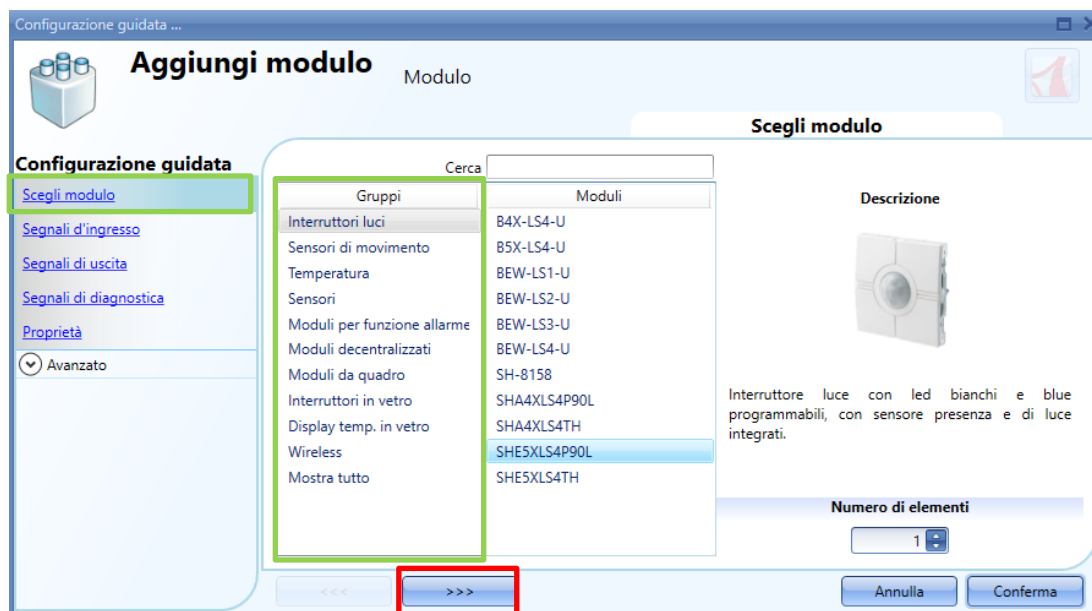 Configurazione guidata ...
Aggiungi modulo
Modulo
Scegli modulo
Configurazione guidata
Scegli modulo
Segnali d'ingresso
Segnali di uscita
Segnali di diagnostica
Proprietà
Avanzato
Cerca
Gruppi
Interruttori luci
Sensori di movimento
Temperatura
Sensori
Moduli per funzione allarme
Moduli decentralizzati
Moduli da quadro
Interruttori in vetro
Display temp. in vetro
Wireless
Mostra tutto
Moduli
B4X-LS4-U
B5X-LS4-U
BEW-LS1-U
BEW-LS2-U
BEW-LS3-U
BEW-LS4-U
SH-8158
SHA4XLS4P90L
SHA4XLS4TH
SHE5XLS4P90L
SHE5XLS4TH
Descrizione
Interruttore luce con led bianchi e blue
programmabili, con sensore presenza e di luce
integrati.
Numero di elementi
1
<<<
>>>
Annulla
Conferma